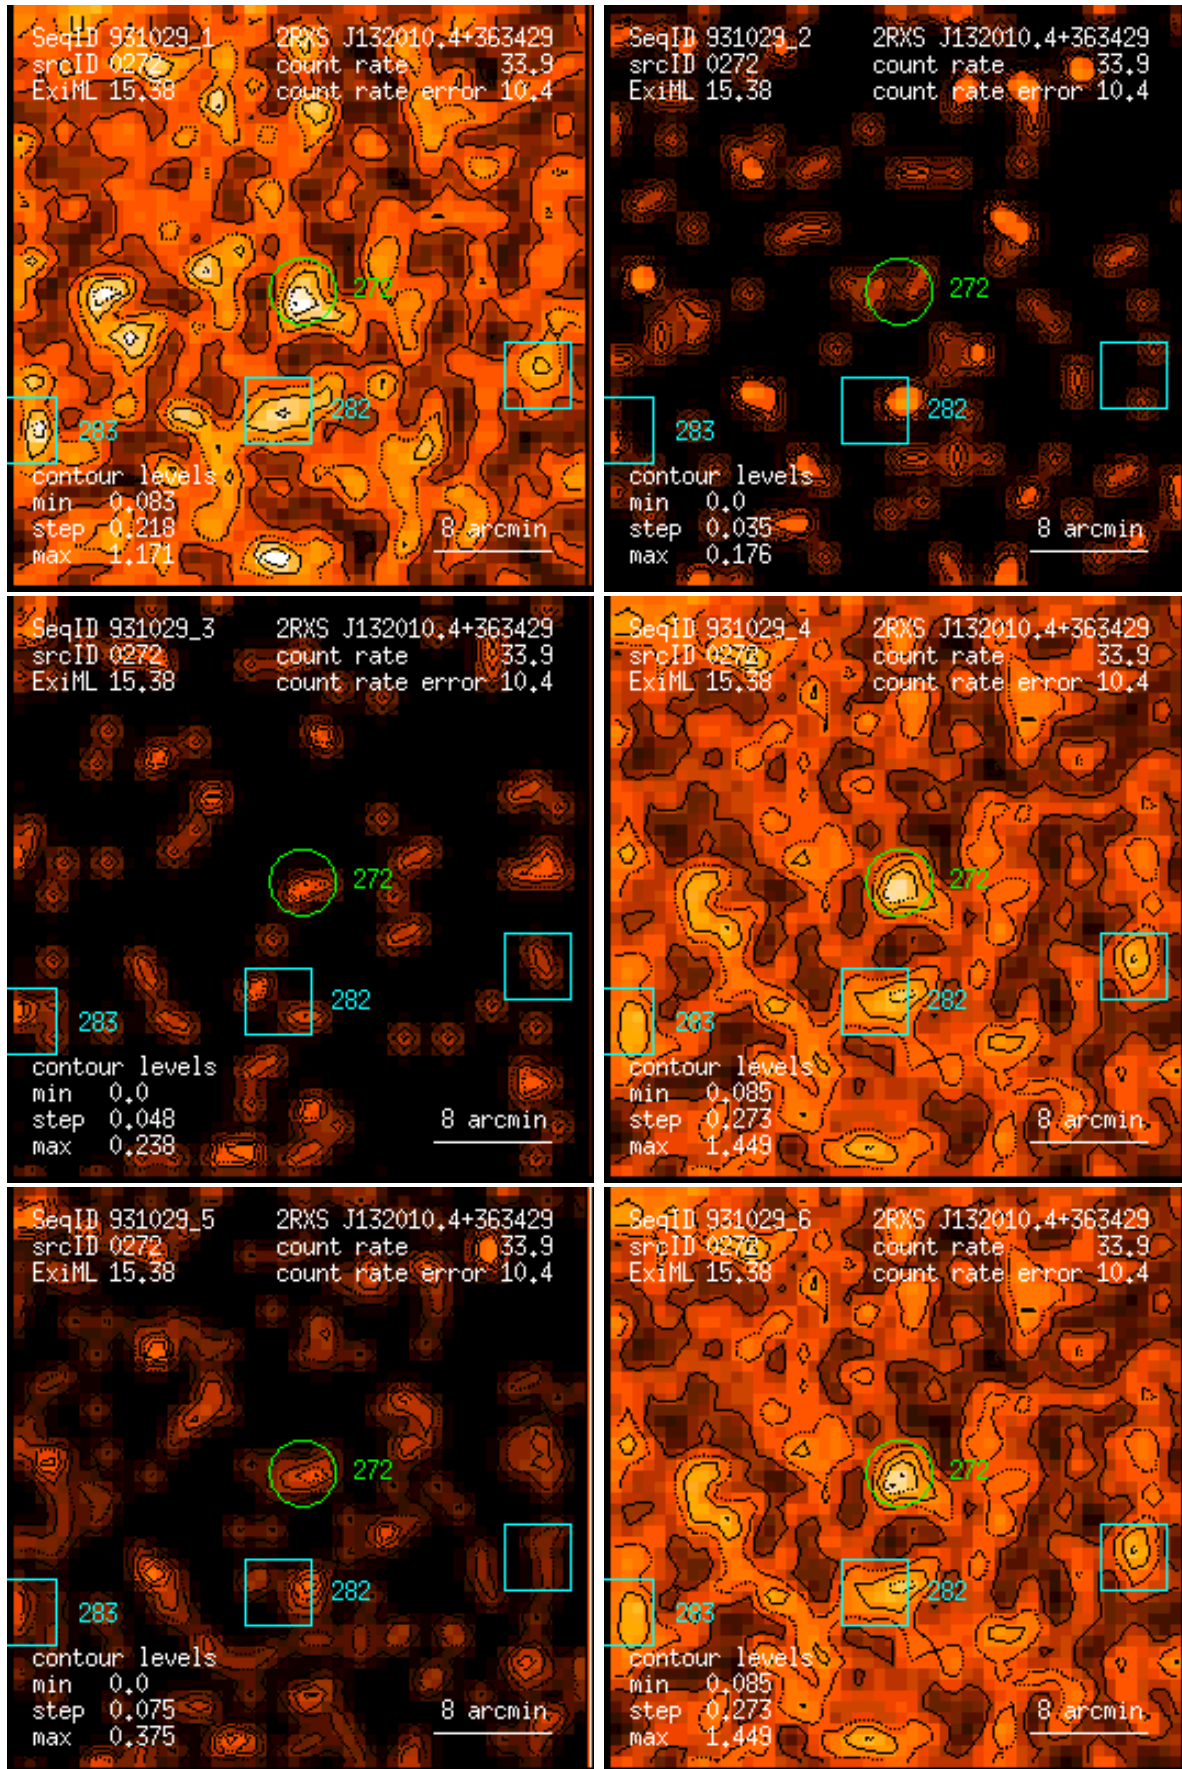 SeqID 931029_1 2RXS J132010.4+363429
srcID 0272 count rate 33.9
ExiML 15.38 count rate error 10.4
272
282
283
contour levels
min 0.083
step 0.218 8 arcmin
max 1.171
SeqID 931029_2 2RXS J132010.4+363429
srcID 0272 count rate 33.9
ExiML 15.38 count rate error 10.4
272
282
283
contour levels
min 0.0
step 0.035 8 arcmin
max 0.176
SeqID 931029_3 2RXS J132010.4+363429
srcID 0272 count rate 33.9
ExiML 15.38 count rate error 10.4
272
282
283
contour levels
min 0.0
step 0.048 8 arcmin
max 0.238
SeqID 931029_4 2RXS J132010.4+363429
srcID 0272 count rate 33.9
ExiML 15.38 count rate error 10.4
272
282
283
contour levels
min 0.085
step 0.273 8 arcmin
max 1.449
SeqID 931029_5 2RXS J132010.4+363429
srcID 0272 count rate 33.9
ExiML 15.38 count rate error 10.4
272
282
283
contour levels
min 0.0
step 0.075 8 arcmin
max 0.375
SeqID 931029_6 2RXS J132010.4+363429
srcID 0272 count rate 33.9
ExiML 15.38 count rate error 10.4
272
282
283
contour levels
min 0.085
step 0.273 8 arcmin
max 1.449